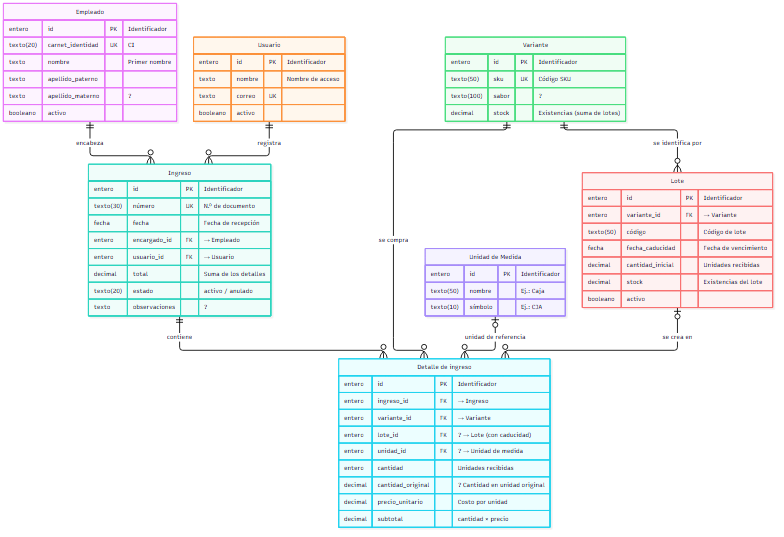 Empleado
entero id PK Identificador
texto(20) carnet_identidad UK CI
texto nombre Primer nombre
texto apellido_paterno
texto apellido_materno ?
booleano activo
Usuario
entero id PK Identificador
texto nombre Nombre de acceso
texto correo UK
booleano activo
Variante
entero id PK Identificador
texto(50) sku UK Código SKU
texto(100) sabor ?
decimal stock Existencias (suma de lotes)
encabeza
registra
se identifica por
Ingreso
entero id PK Identificador
texto(30) número UK N.º de documento
fecha fecha Fecha de recepción
entero encargado_id FK → Empleado
entero usuario_id FK → Usuario
decimal total Suma de los detalles
texto(20) estado activo / anulado
texto observaciones ?
Lote
entero id PK Identificador
entero variante_id FK → Variante
texto(50) código Código de lote
fecha fecha_caducidad Fecha de vencimiento
decimal cantidad_inicial Unidades recibidas
decimal stock Existencias del lote
booleano activo
se compra
Unidad de Medida
entero id PK Identificador
texto(50) nombre Ej.: Caja
texto(10) símbolo Ej.: CJA
contiene
unidad de referencia
se crea en
Detalle de ingreso
entero id PK Identificador
entero ingreso_id FK → Ingreso
entero variante_id FK → Variante
entero lote_id FK ? → Lote (con caducidad)
entero unidad_id FK ? → Unidad de medida
entero cantidad Unidades recibidas
decimal cantidad_original ? Cantidad en unidad original
decimal precio_unitario Costo por unidad
decimal subtotal cantidad × precio